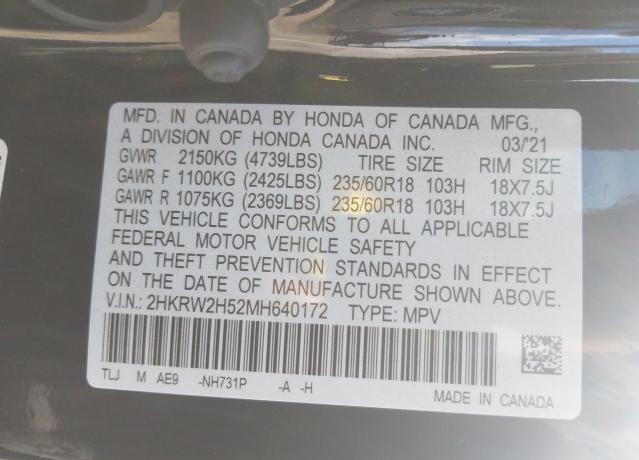 MFD. IN CANADA BY HONDA OF CANADA MFG.,
A DIVISION OF HONDA CANADA INC. 03/'21
GVWR 2150KG (4739LBS) TIRE SIZE RIM SIZE
GAWR F 1100KG (2425LBS) 235/60R18 103H 18X7.5J
GAWR R 1075KG (2369LBS) 235/60R18 103H 18X7.5J
THIS VEHICLE CONFORMS TO ALL APPLICABLE
FEDERAL MOTOR VEHICLE SAFETY
AND THEFT PREVENTION STANDARDS IN EFFECT
ON THE DATE OF MANUFACTURE SHOWN ABOVE.
V.I.N.: 2HKRW2H52MH640172 TYPE: MPV
TLJ M AE9 -NH731P -A -H
MADE IN CANADA